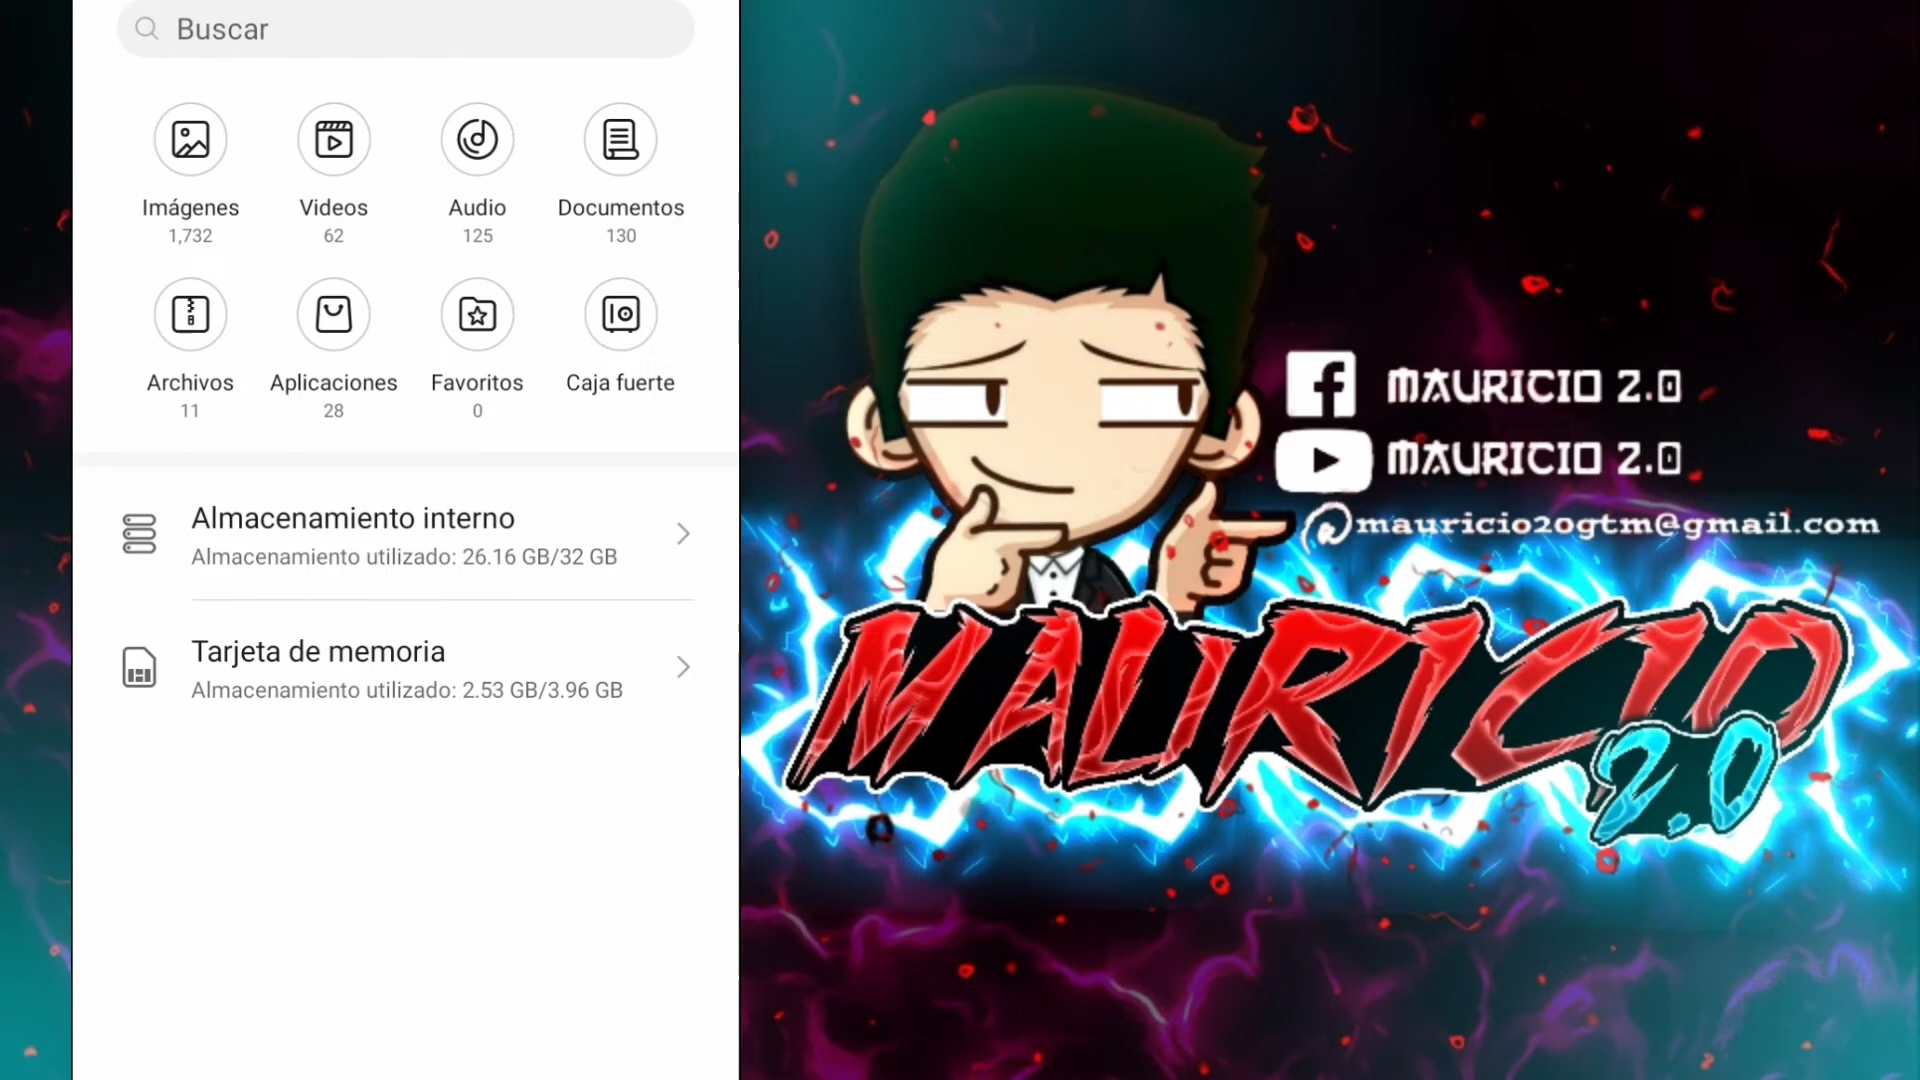 Buscar
Imágenes
1,732
Videos
62
Audio
125
Documentos
130
Archivos
11
Aplicaciones
28
Favoritos
0
Caja fuerte
Almacenamiento interno
Almacenamiento utilizado: 26.16 GB/32 GB
Tarjeta de memoria
Almacenamiento utilizado: 2.53 GB/3.96 GB
MAURICIO 2.0
MAURICIO 2.0
@mauricio20gtm@gmail.com
MAURICIO
2.0